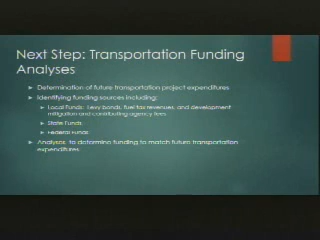 Next Step: Transportation Funding
Analyses
Determination of future transportation project expenditures
Identifying funding sources including:
Local Funds: Levy bonds, fuel tax revenues, and development
mitigation and contributing agency fees
State Funds
Federal Funds
Analyses to determine funding to match future transportation
expenditures